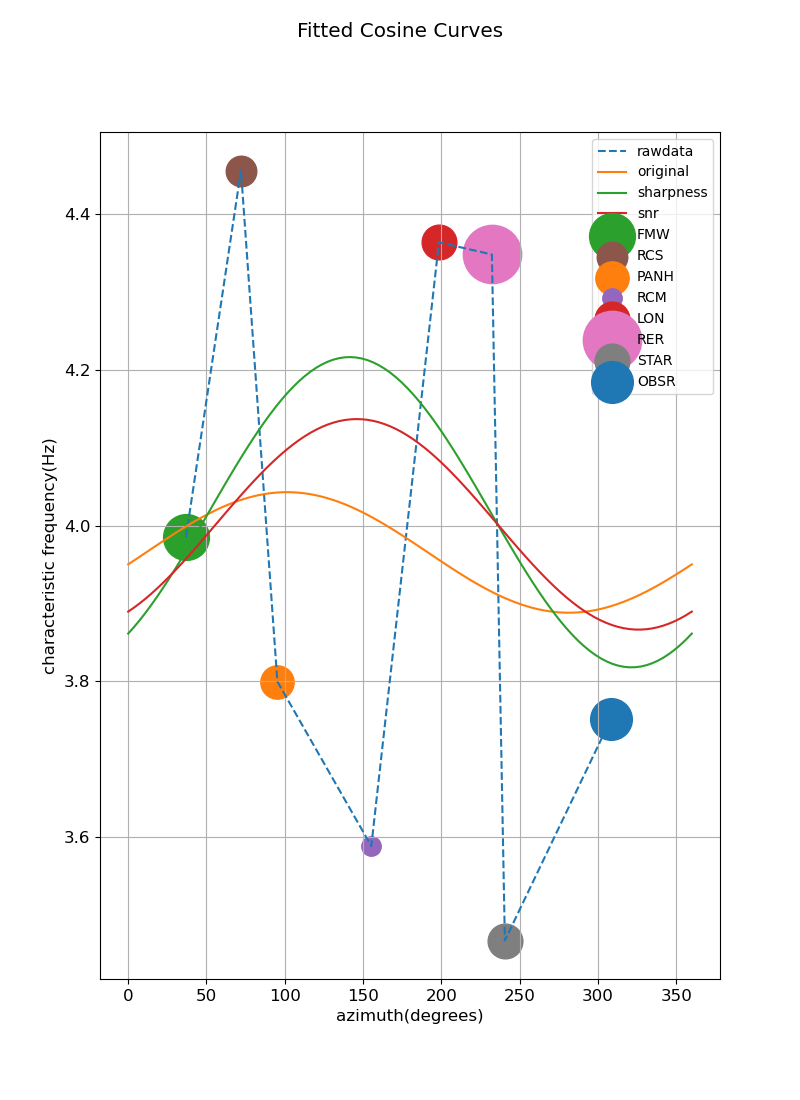 Fitted Cosine Curves
rawdata
original
sharpness
snr
FMW
RCS
PANH
RCM
LON
RER
STAR
OBSR
characteristic frequency(Hz)
4.4
4.2
4.0
3.8
3.6
0 50 100 150 200 250 300 350
azimuth(degrees)